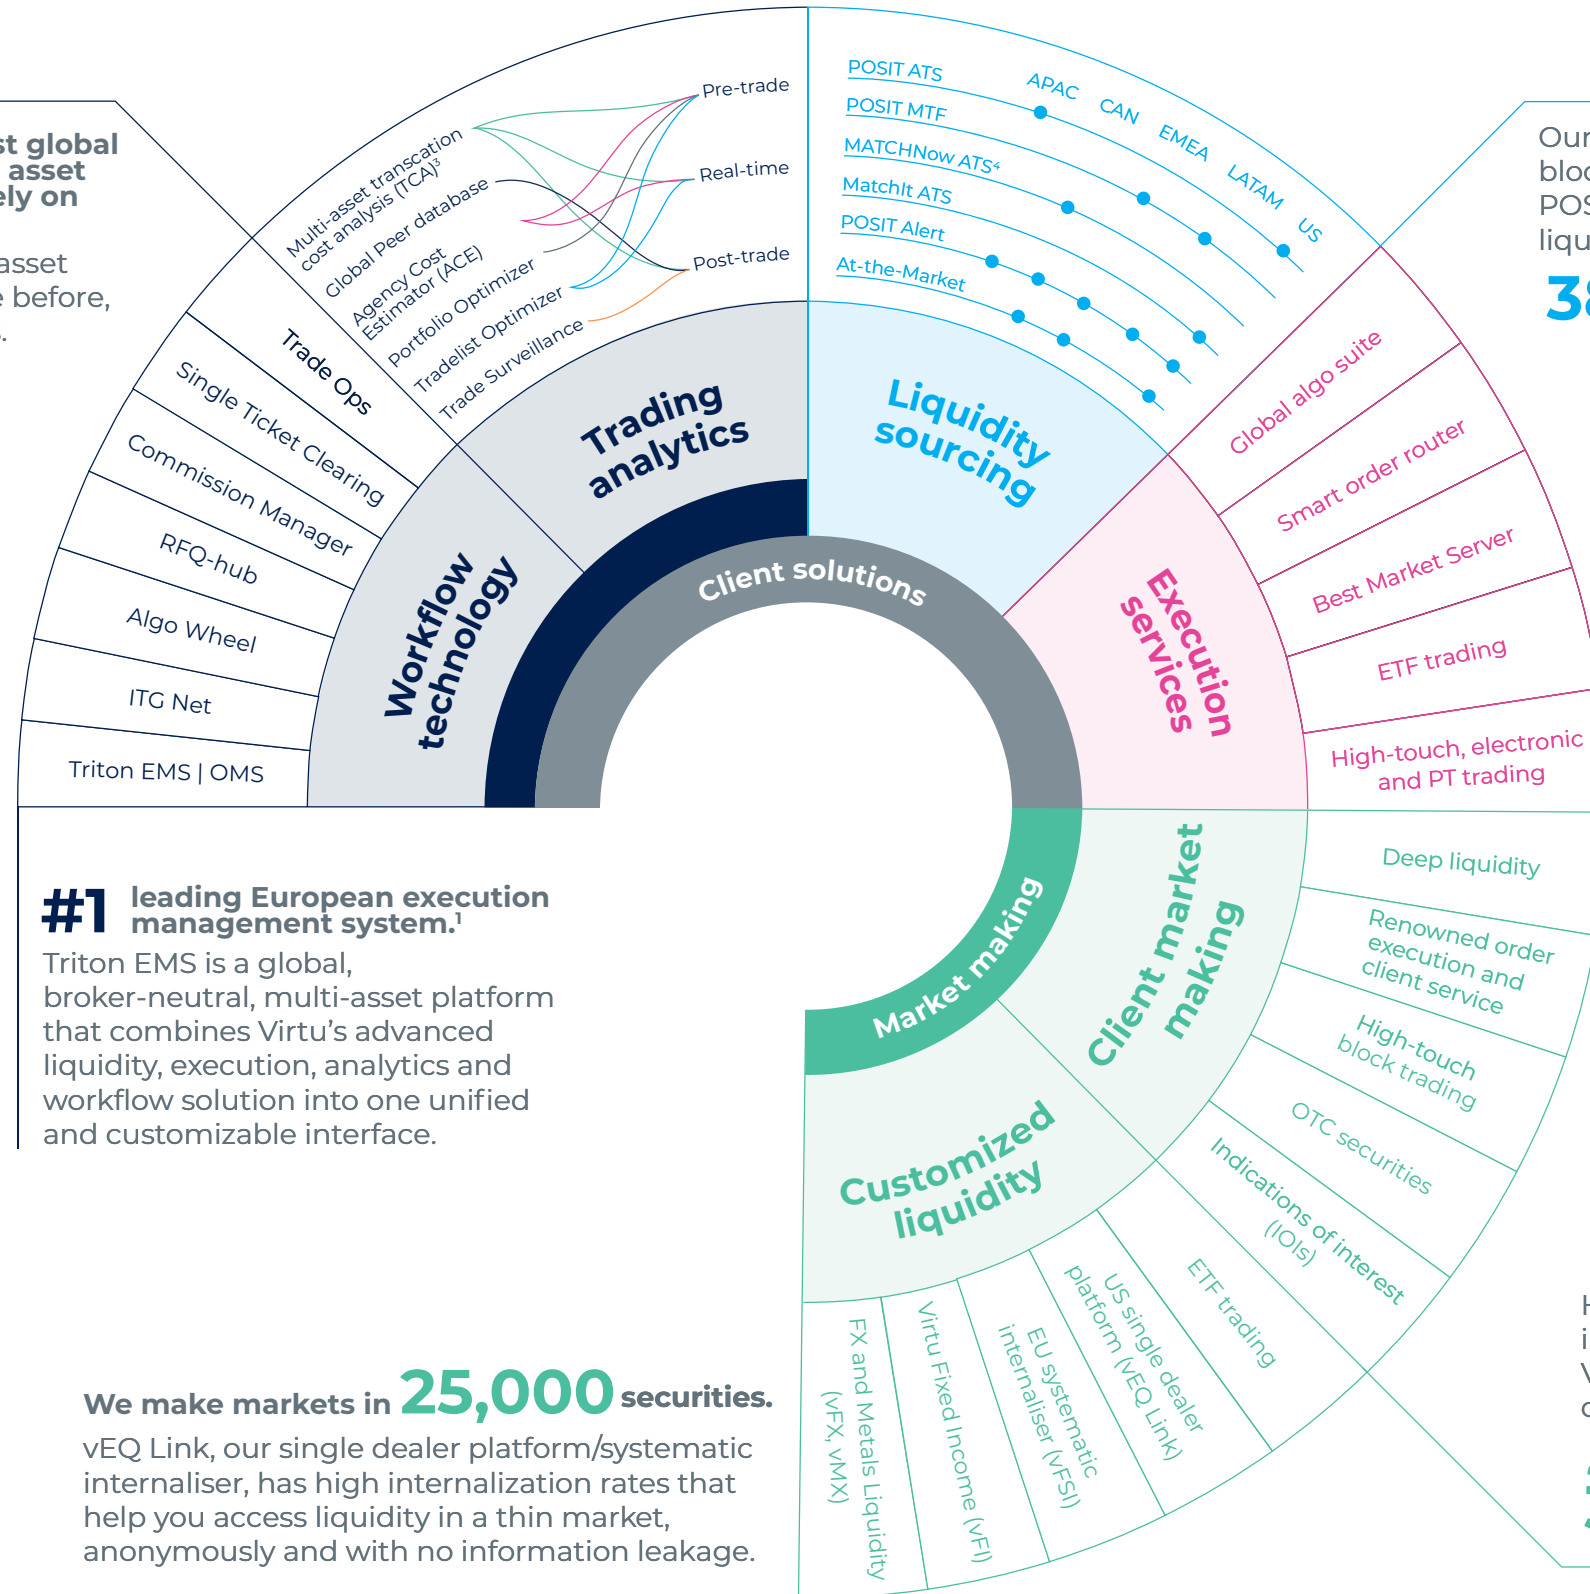 st global
asset
ely on
asset
e before,
Multi-asset transcation
cost analysis (TCA)³
Global Peer database
Agency Cost
Estimator (ACE)
Portfolio Optimizer
Tradelist Optimizer
Trade Surveillance
Pre-trade
Real-time
Post-trade
POSIT ATS
POSIT MTF
MATCHNow ATS⁴
MatchIt ATS
POSIT Alert
At-the-Market
APAC
CAN
EMEA
LATAM
US
Our
bloc
POS
liqu
38
Trade Ops
Single Ticket Clearing
Commission Manager
RFQ-hub
Algo Wheel
ITG Net
Triton EMS | OMS
Workflow
technology
Trading
analytics
Liquidity
sourcing
Execution
services
Client solutions
Global algo suite
Smart order router
Best Market Server
ETF trading
High-touch, electronic
and PT trading
#1 leading European execution
management system.¹
Triton EMS is a global,
broker-neutral, multi-asset platform
that combines Virtu’s advanced
liquidity, execution, analytics and
workflow solution into one unified
and customizable interface.
Market making
Client market
making
Customized
liquidity
Deep liquidity
Renowned order
execution and
client service
High-touch
block trading
OTC securities
Indications of interest
(IOIs)
ETF trading
US single dealer
platform (vEQ Link)
EU systematic
internaliser (vFSI)
Virtu Fixed Income (vFI)
FX and Metals Liquidity
(vFX, vMX)
We make markets in 25,000 securities.
vEQ Link, our single dealer platform/systematic
internaliser, has high internalization rates that
help you access liquidity in a thin market,
anonymously and with no information leakage.